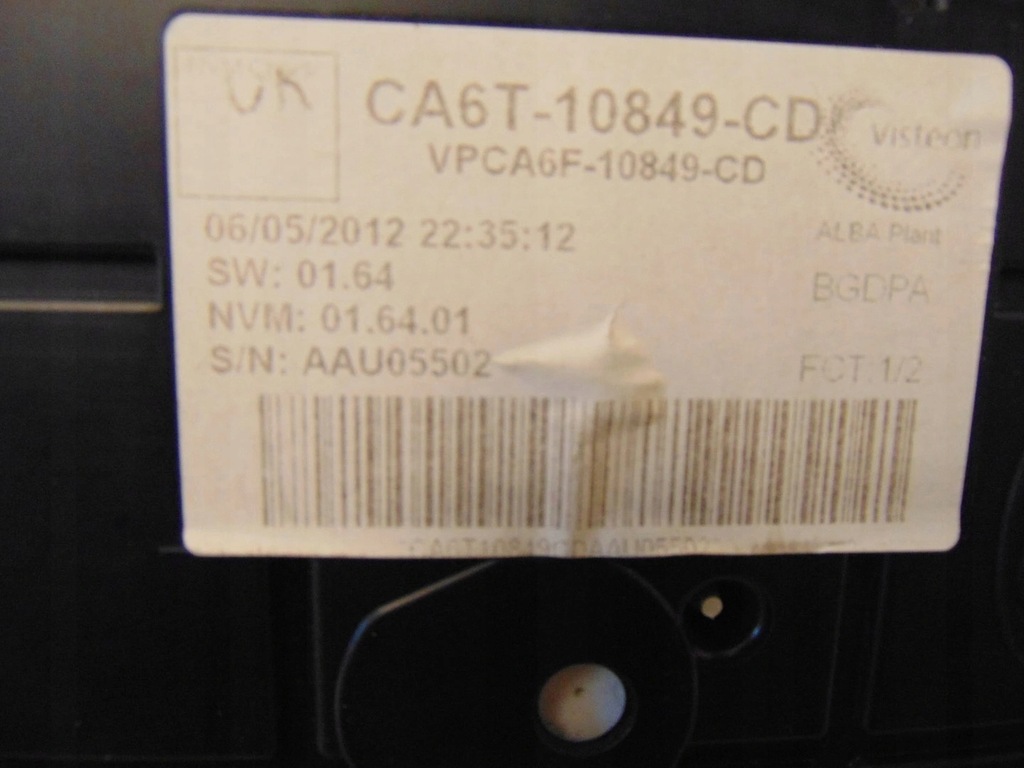 OK
CA6T-10849-CD
Visteon
VPCA6F-10849-CD
06/05/2012 22:35:12
ALBA Plant
SW: 01.64
BGDPA
NVM: 01.64.01
S/N: AAU05502
FCT:1/2